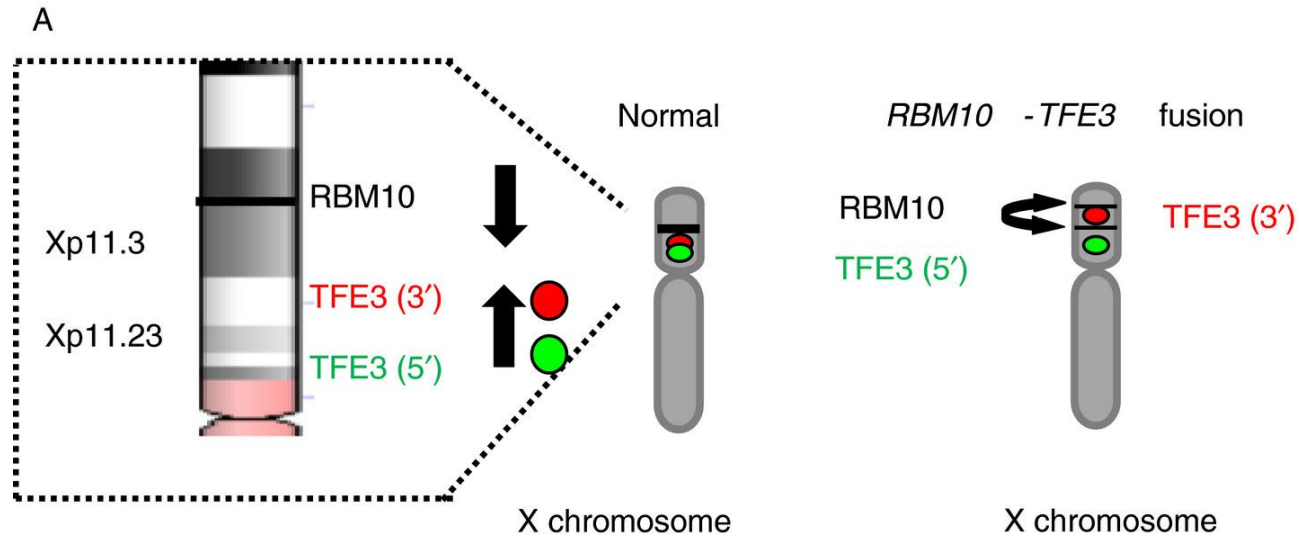 A
RBM10
Xp11.3
TFE3 (3′)
Xp11.23
TFE3 (5′)
Normal
X chromosome
RBM10 -TFE3 fusion
RBM10
TFE3 (3′)
TFE3 (5′)
X chromosome